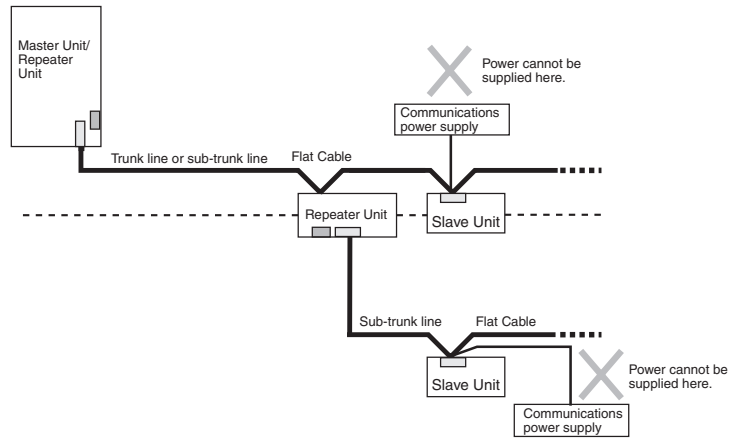 Master Unit/
Repeater
Unit
Power cannot be
supplied here.
Communications
power supply
Trunk line or sub-trunk line
Flat Cable
Repeater Unit
Slave Unit
Sub-trunk line
Flat Cable
Slave Unit
Power cannot be
supplied here.
Communications
power supply